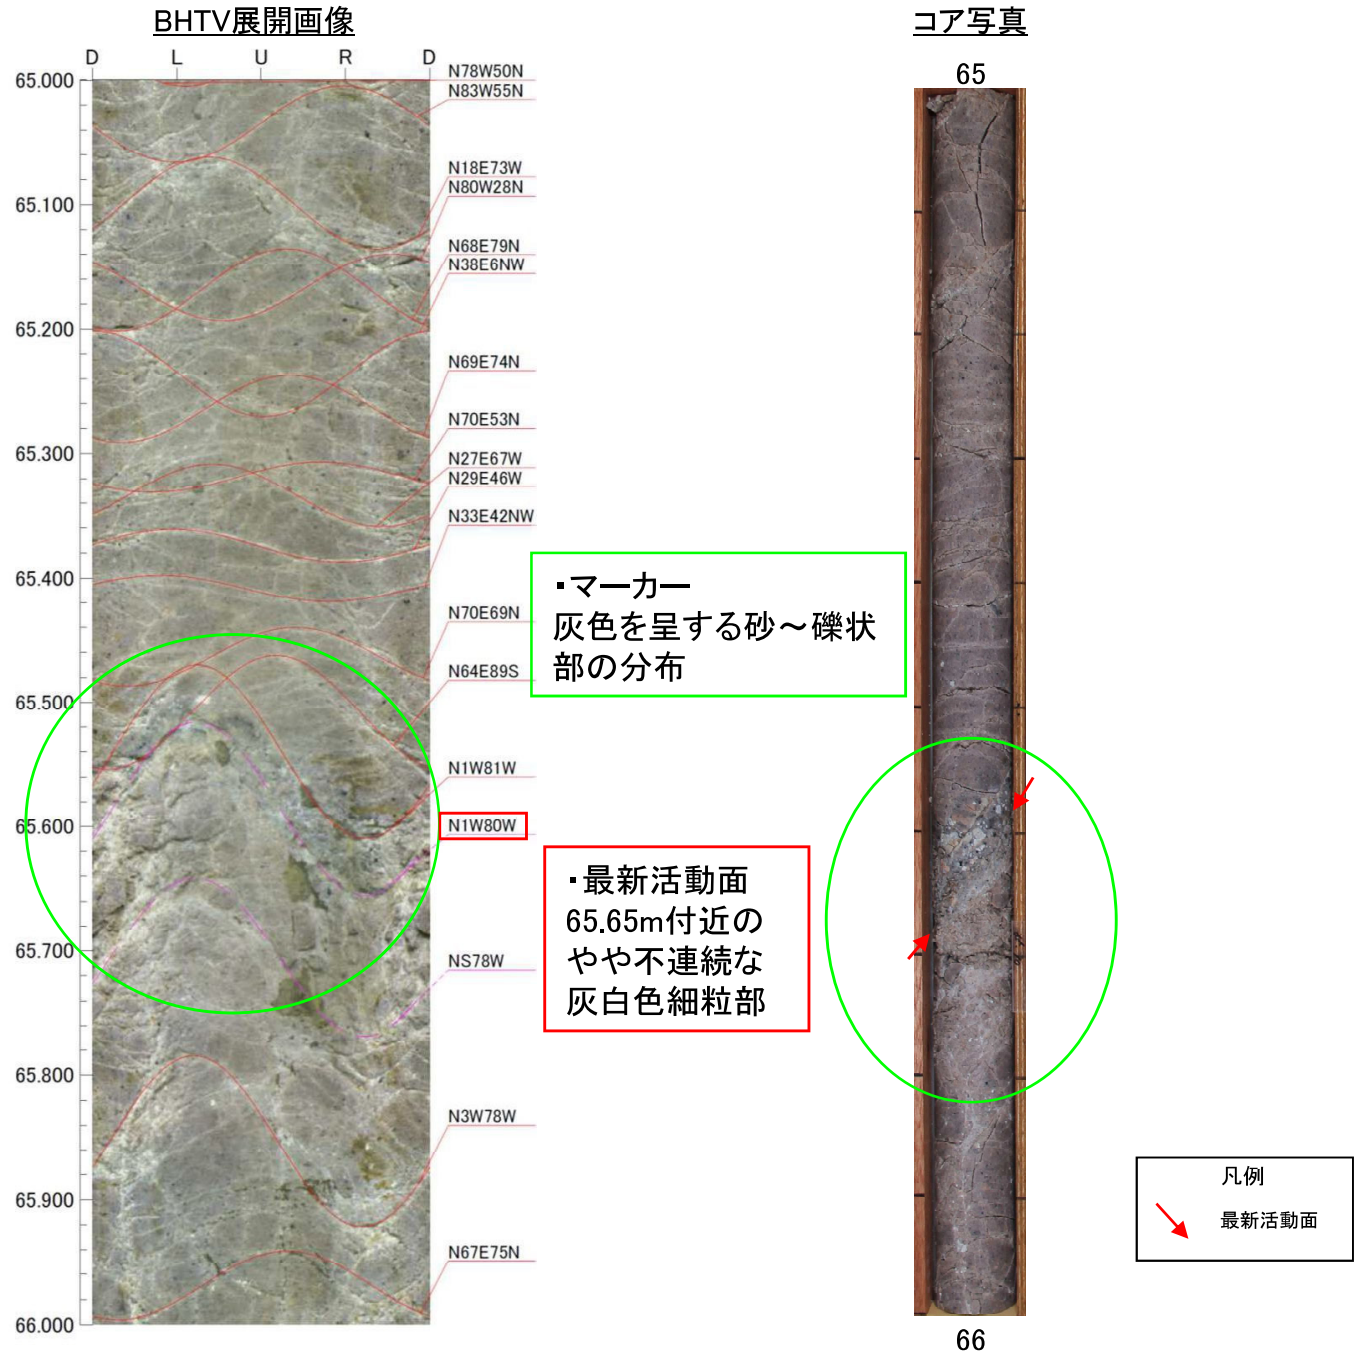 BHTV展開画像
D L U R D
65.000
65.100
65.200
65.300
65.400
65.500
65.600
65.700
65.800
65.900
66.000
N78W50N
N83W55N
N18E73W
N80W28N
N68E79N
N38E6NW
N69E74N
N70E53N
N27E67W
N29E46W
N33E42NW
N70E69N
N64E89S
N1W81W
N1W80W
NS78W
N3W78W
N67E75N
・マーカー
灰色を呈する砂～礫状
部の分布
・最新活動面
65.65m付近の
やや不連続な
灰白色細粒部
コア写真
65
66
凡例
最新活動面